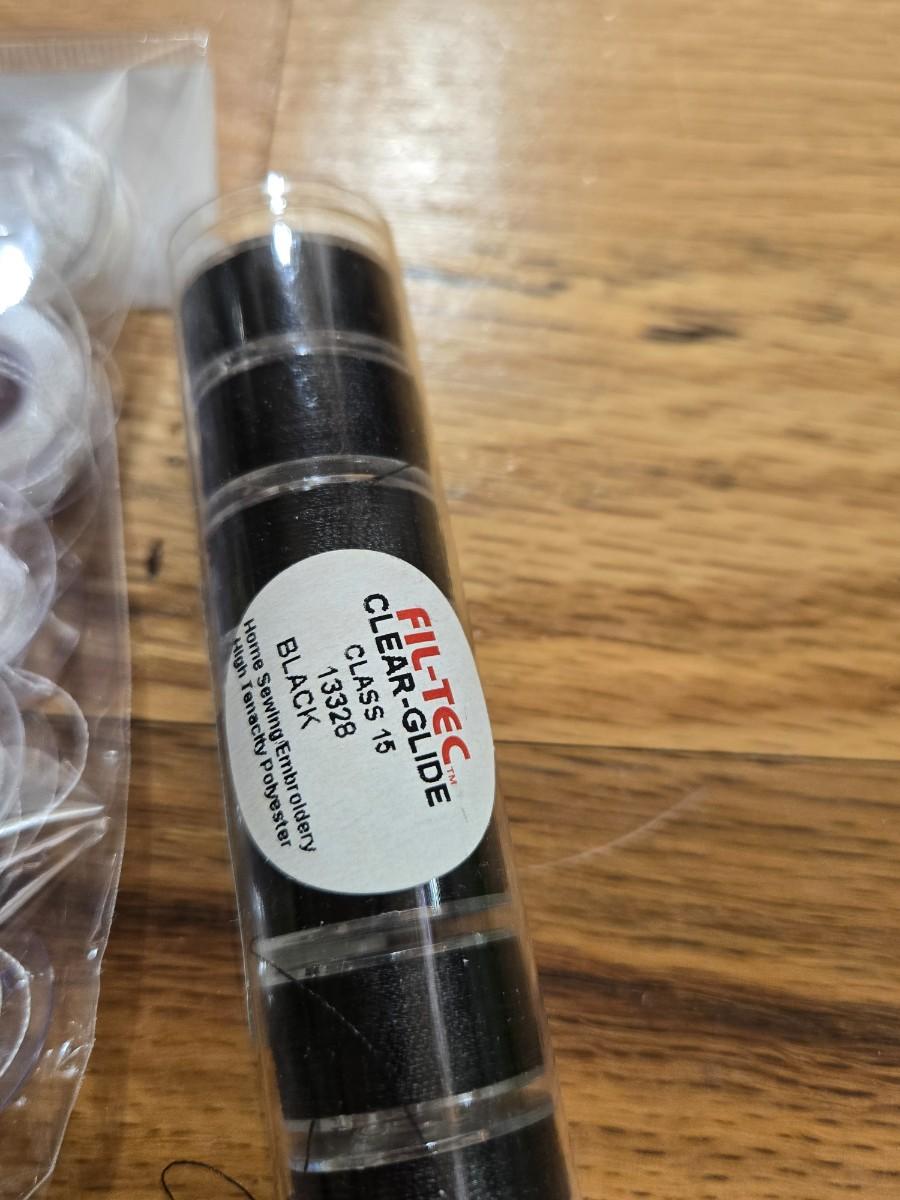 FIL-TEC™
CLEAR-GLIDE
CLASS 15
13328
BLACK
Home Sewing/Embroidery
High Tenacity Polyester